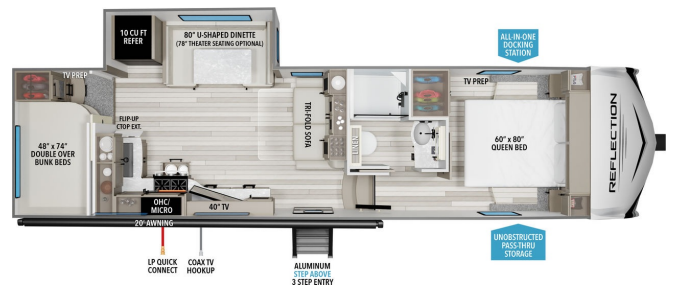 10 CU FT
REFER
80" U-SHAPED DINETTE
(78" THEATER SEATING OPTIONAL)
ALL-IN-ONE
DOCKING
STATION
TV PREP
TV PREP
FLIP-UP
CTOP EXT.
TRI-FOLD SOFA
LINEN
48" x 74"
DOUBLE OVER
BUNK BEDS
60" x 80"
QUEEN BED
REFLECTION
OHC/
MICRO
40" TV
20' AWNING
LP QUICK
CONNECT
COAX TV
HOOKUP
ALUMINUM
STEP ABOVE
3 STEP ENTRY
UNOBSTRUCTED
PASS-THRU
STORAGE